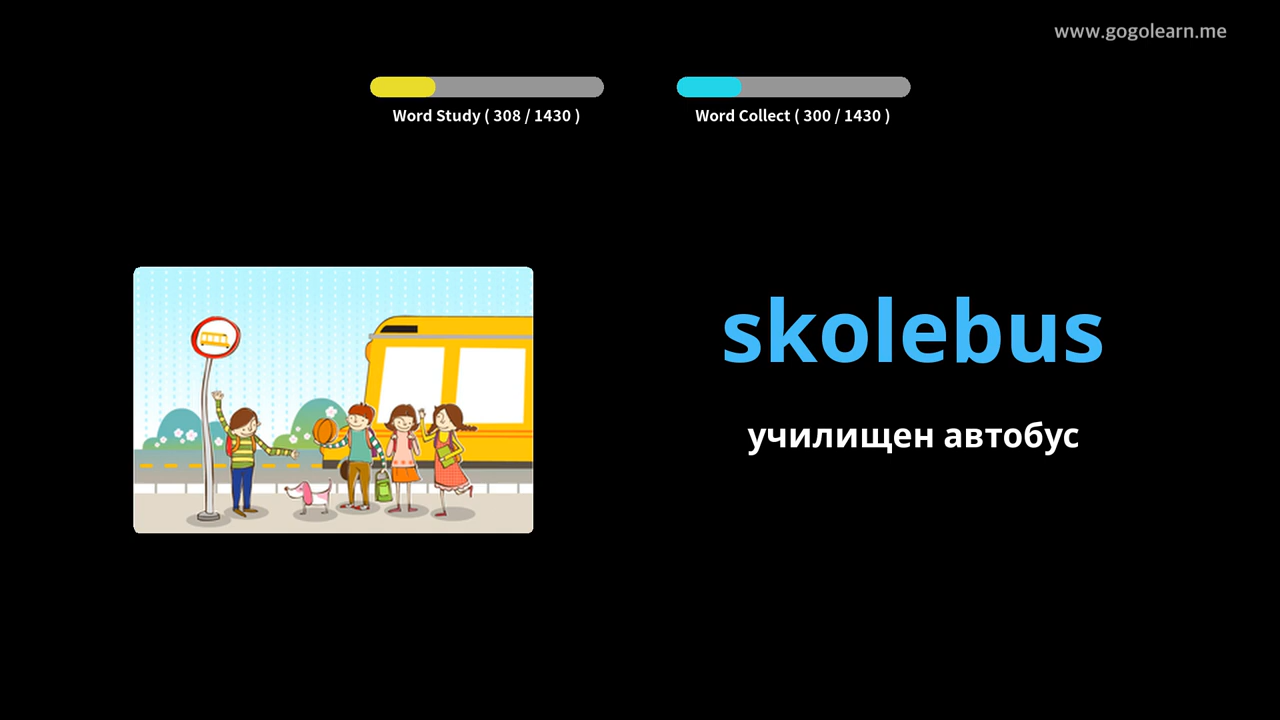 www.gogolearn.me
Word Study ( 308 / 1430 )
Word Collect ( 300 / 1430 )
skolebus
училищен автобус